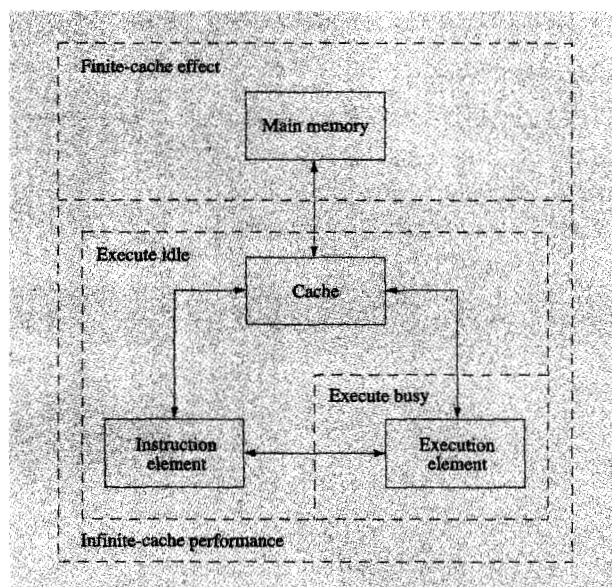 Finite-cache effect
Main memory
Execute idle
Cache
Execute busy
Instruction
element
Execution
element
Infinite-cache performance